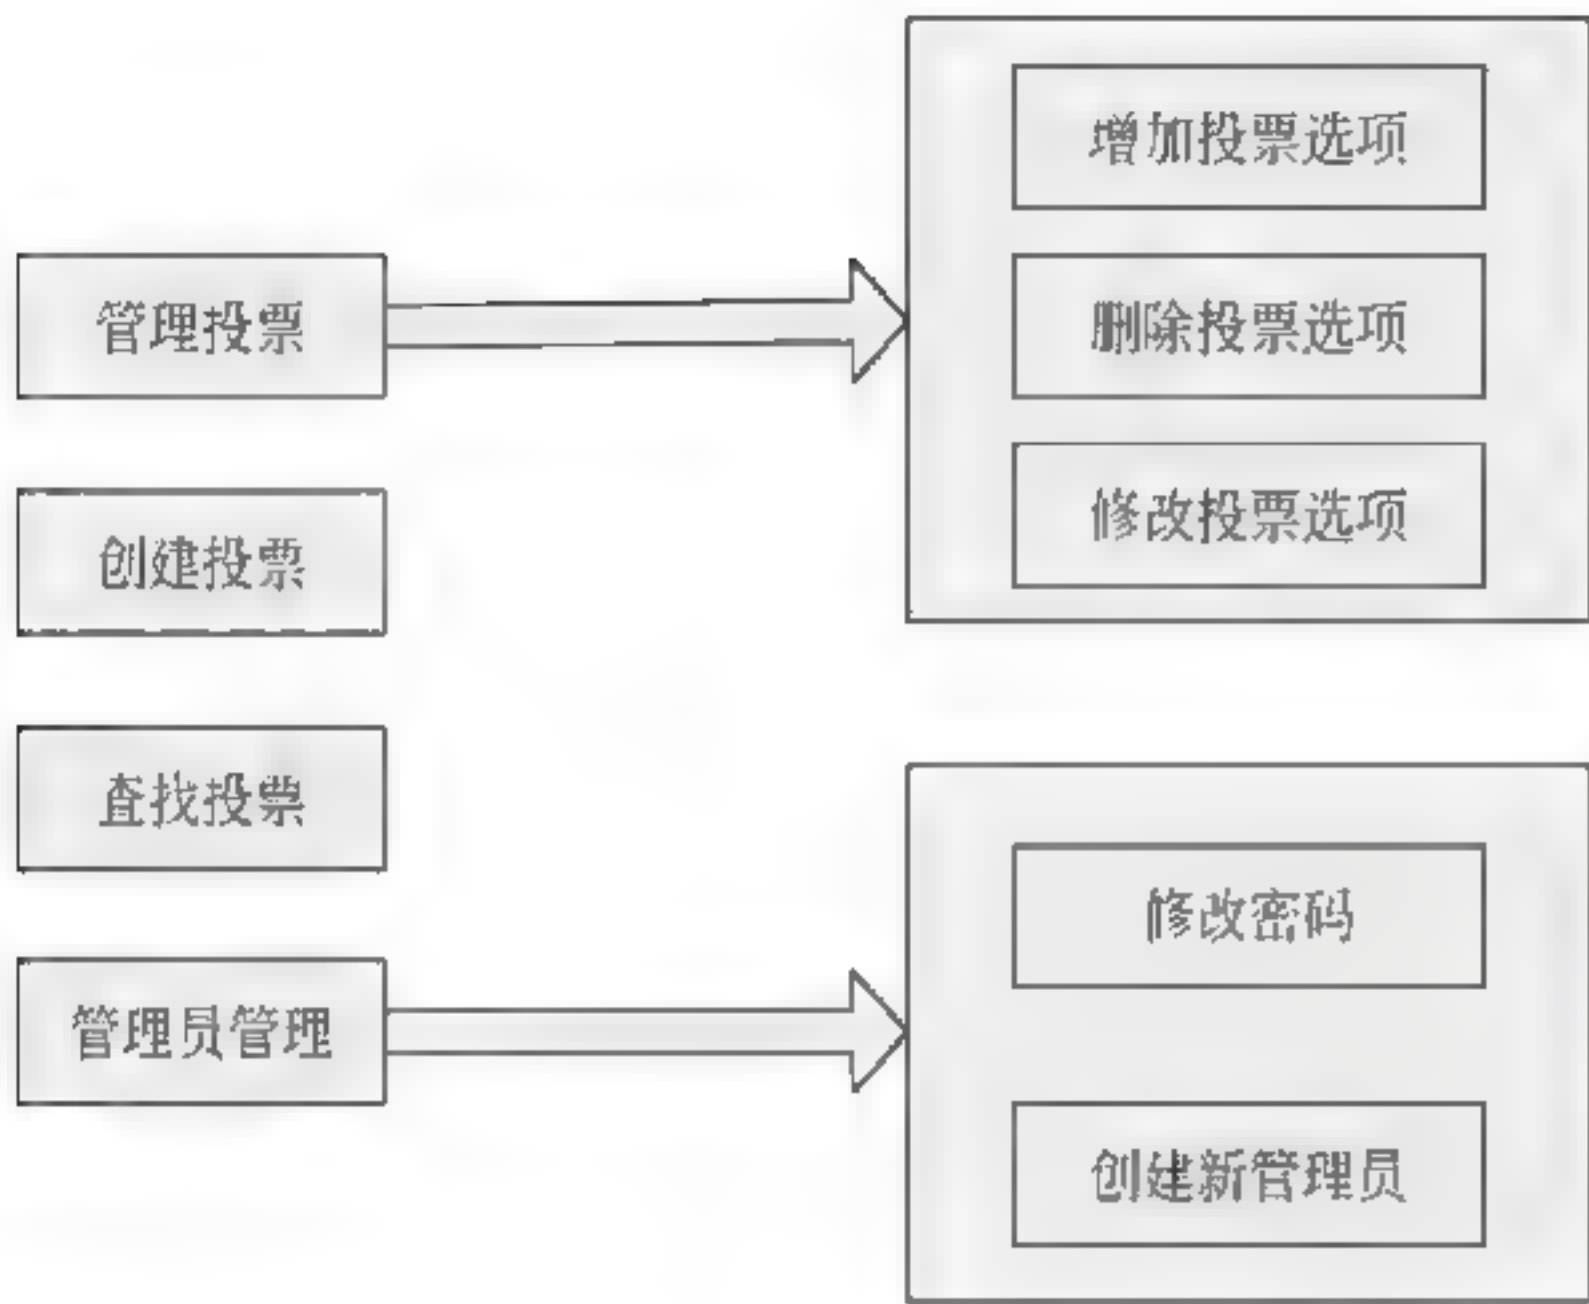 增加投票选项
管理投票
删除投票选项
修改投票选项
创建投票
查找投票
修改密码
管理员管理
创建新管理员